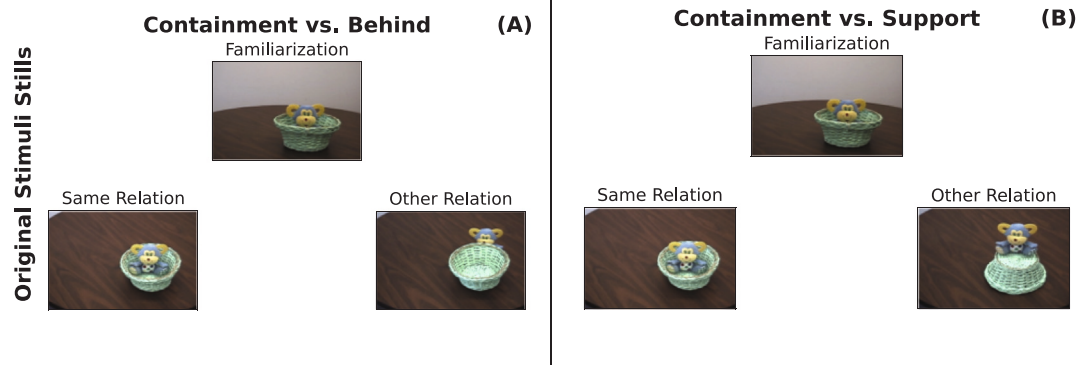 Original Stimuli Stills
Containment vs. Behind
(A)
Familiarization
Same Relation
Other Relation
Containment vs. Support
(B)
Familiarization
Same Relation
Other Relation